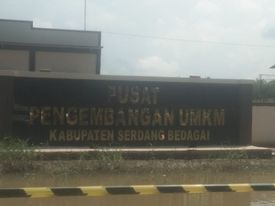 PUSAT
PENGEMBANGAN UMKM
KABUPATEN SERDANG BEDAGAI